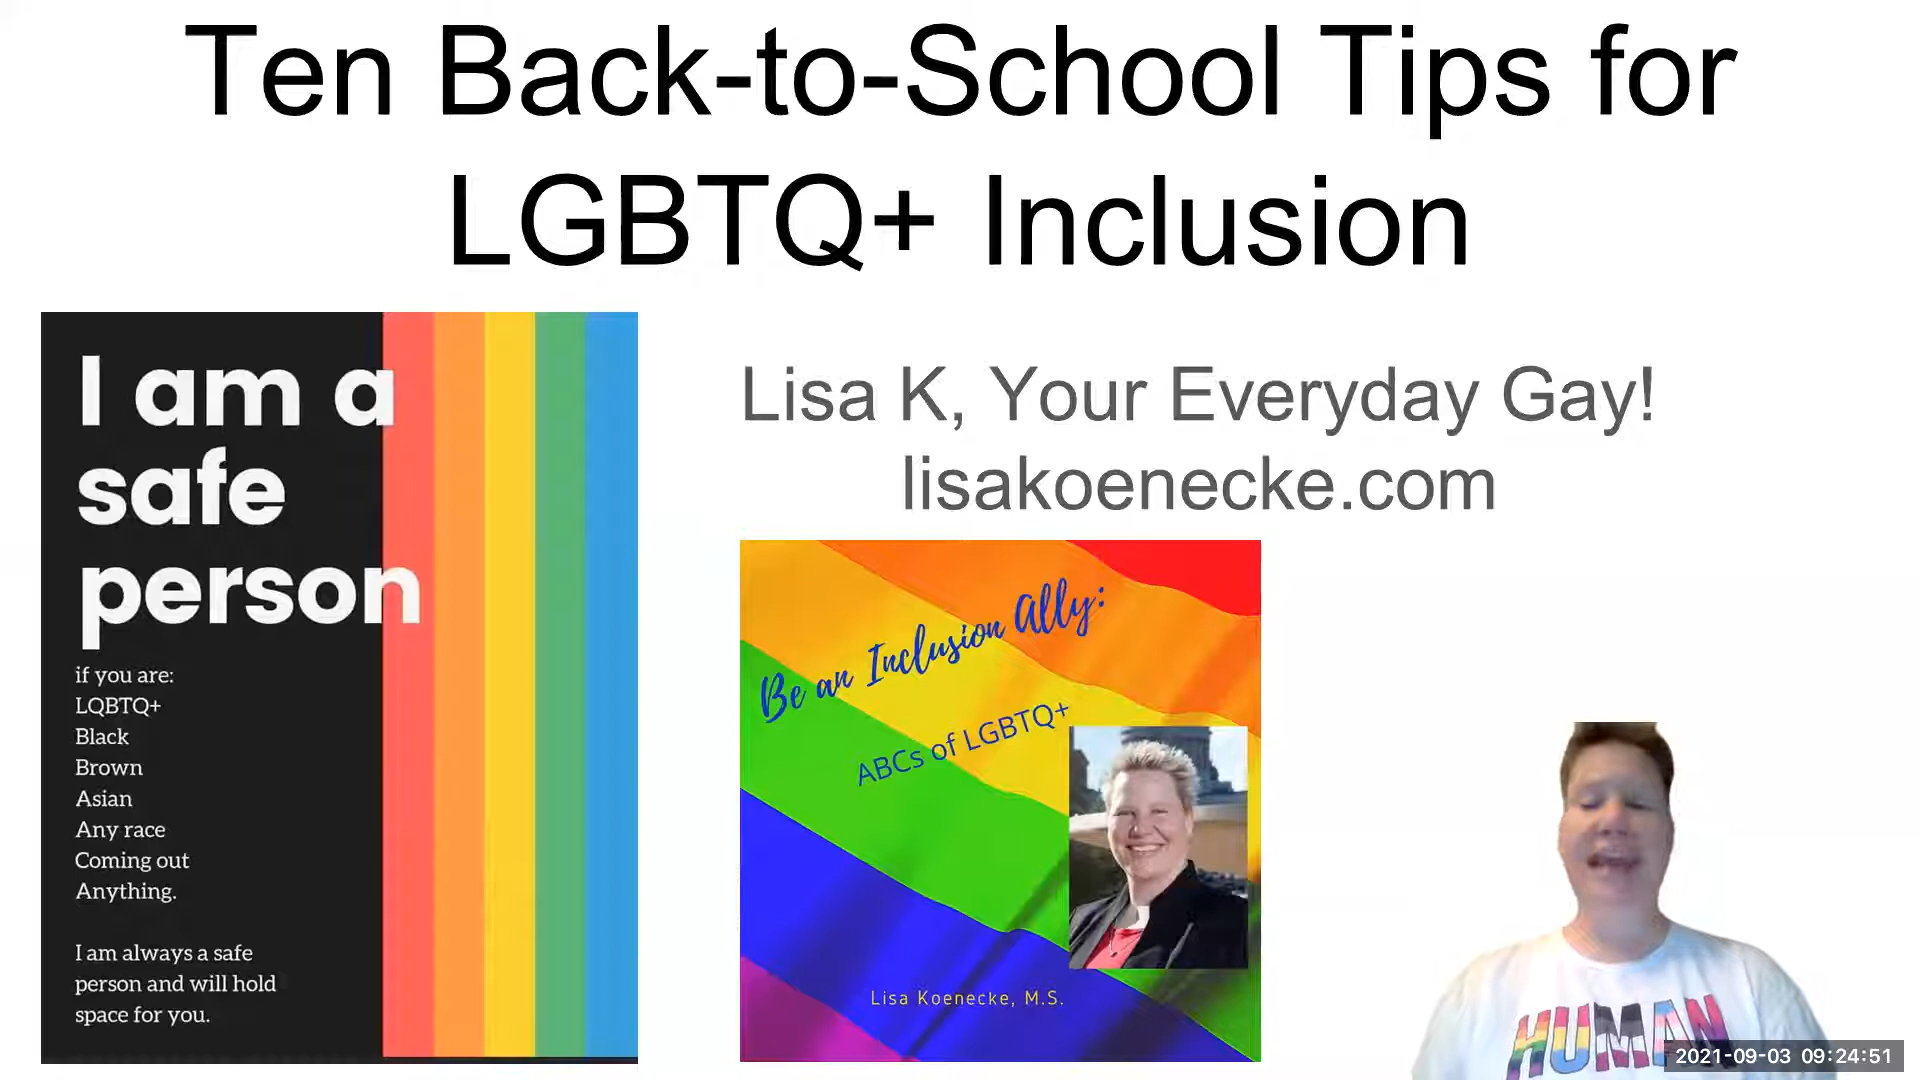 Ten Back-to-School Tips for
LGBTQ+ Inclusion
I am a
safe
person
if you are:
LQBTQ+
Black
Brown
Asian
Any race
Coming out
Anything.
I am always a safe
person and will hold
space for you.
Lisa K, Your Everyday Gay!
lisakoenecke.com
Be an Inclusion Ally:
ABCs of LGBTQ+
Lisa Koenecke, M.S.
HUMAN
2021-09-03 09:24:51